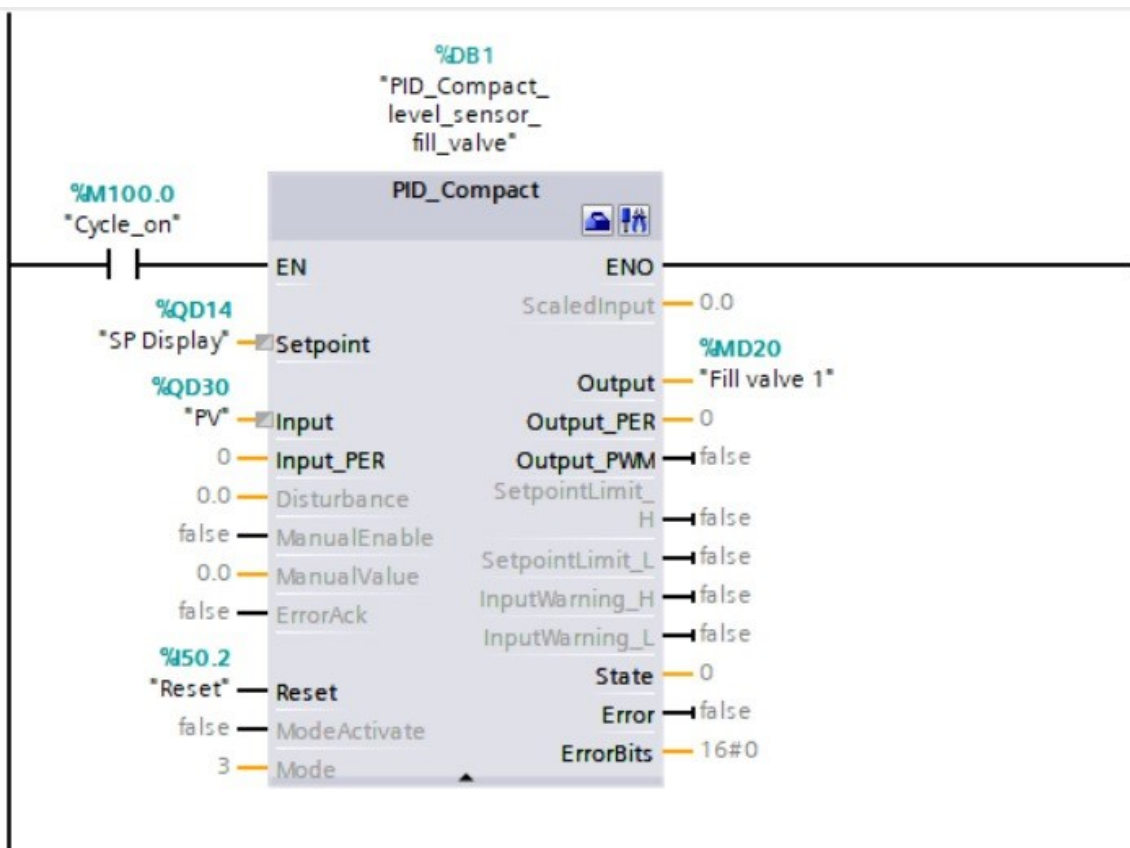 %DB1
"PID_Compact_
level_sensor_
fill_valve"
%M100.0
"Cycle_on"
PID_Compact
EN
ENO
ScaledInput
0.0
%QD14
"SP Display"
Setpoint
%MD20
Output
"Fill valve 1"
%QD30
"PV"
Input
Output_PER
0
0
Input_PER
Output_PWM
false
0.0
Disturbance
SetpointLimit_
H
false
false
ManualEnable
SetpointLimit_L
false
0.0
ManualValue
InputWarning_H
false
false
ErrorAck
InputWarning_L
false
%I50.2
"Reset"
Reset
State
0
false
ModeActivate
Error
false
3
Mode
ErrorBits
16#0